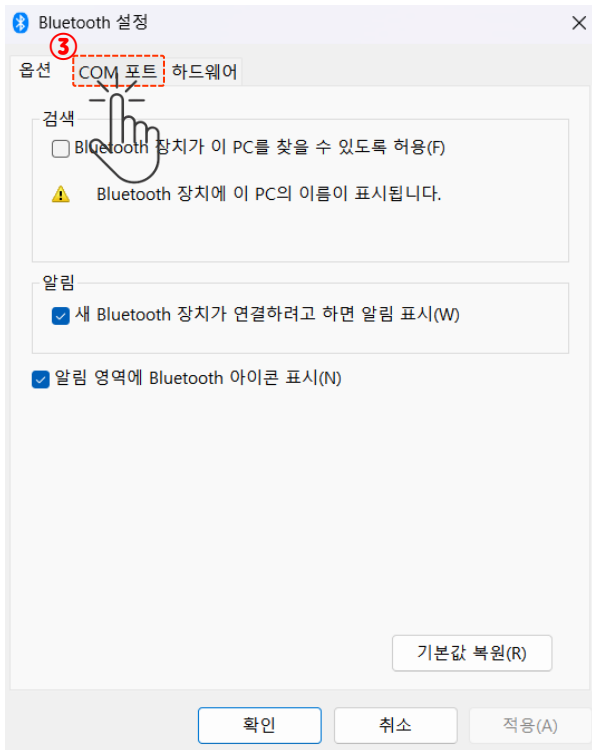 Bluetooth 설정
③
옵션 COM 포트 하드웨어
검색
Bluetooth 장치가 이 PC를 찾을 수 있도록 허용(F)
Bluetooth 장치에 이 PC의 이름이 표시됩니다.
알림
새 Bluetooth 장치가 연결하려고 하면 알림 표시(W)
알림 영역에 Bluetooth 아이콘 표시(N)
기본값 복원(R)
확인 취소 적용(A)